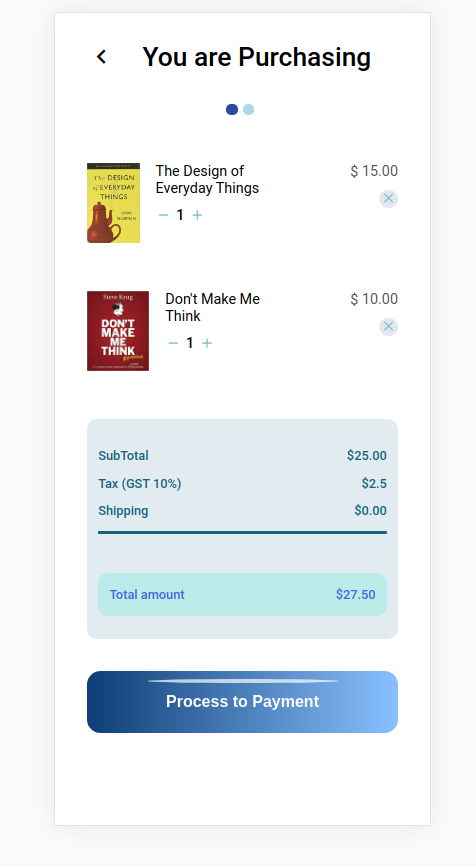 You are Purchasing
The DESIGN
of EVERYDAY
THINGS
DON
NORMAN
The Design of
Everyday Things
$ 15.00
− 1 +
Steve Krug
DON'T
MAKE
ME
THINK
Don't Make Me
Think
$ 10.00
− 1 +
SubTotal $25.00
Tax (GST 10%) $2.5
Shipping $0.00
Total amount $27.50
Process to Payment